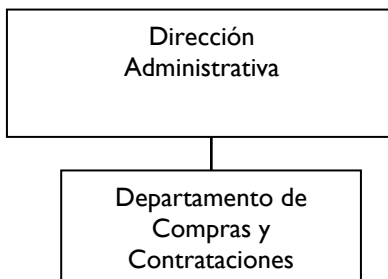 Dirección
Administrativa
Departamento de
Compras y
Contrataciones